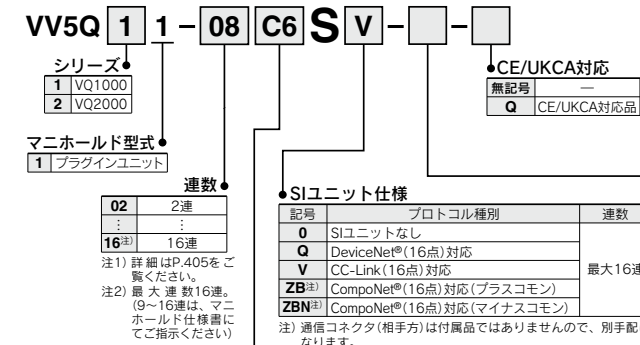 VV5Q 1 1 - 08 C6 S V - □ - □
シリーズ
1 VQ1000
2 VQ2000
マニホールド型式
1 プラグインユニット
連数
02 2連
⋮ ⋮
16注) 16連
注1) 詳細はP.405をご
覧ください。
注2) 最大連数16連。
(9~16連は、マニ
ホールド仕様書に
てご指示ください)
CE/UKCA対応
無記号 —
Q CE/UKCA対応品
SIユニット仕様
記号 プロトコル種別 連数
0 SIユニットなし
Q DeviceNet®(16点)対応
V CC-Link(16点)対応
ZB注) CompoNet®(16点)対応(プラスコモン)
ZBN注) CompoNet®(16点)対応(マイナスコモン)
最大16連
注) 通信コネクタ(相手方)は付属品ではありませんので、別手配
なります。